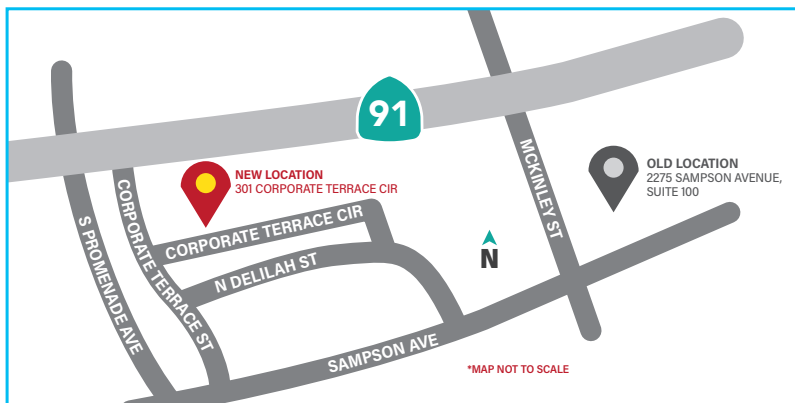 91
NEW LOCATION
301 CORPORATE TERRACE CIR
OLD LOCATION
2275 SAMPSON AVENUE,
SUITE 100
MCKINLEY ST
CORPORATE TERRACE CIR
S PROMENADE AVE
CORPORATE TERRACE ST
N DELILAH ST
N
SAMPSON AVE
*MAP NOT TO SCALE